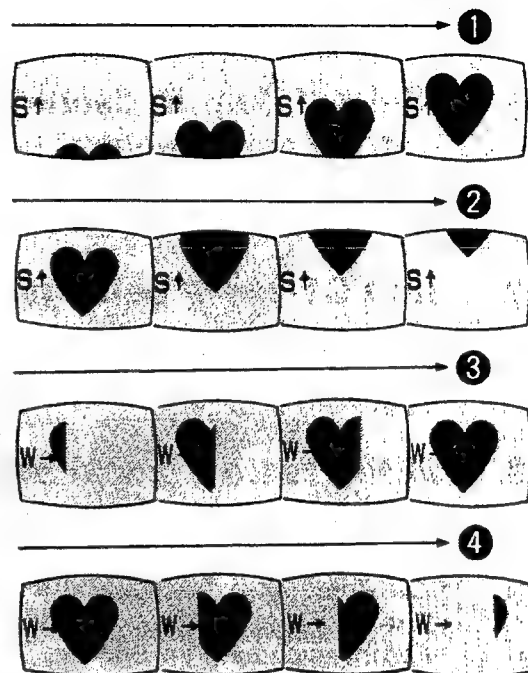 1
S↑ S↑ S↑ S↑
2
S↑ S↑ S↑ S↑
3
W→ W→ W→ W→
4
W→ W→ W→ W→